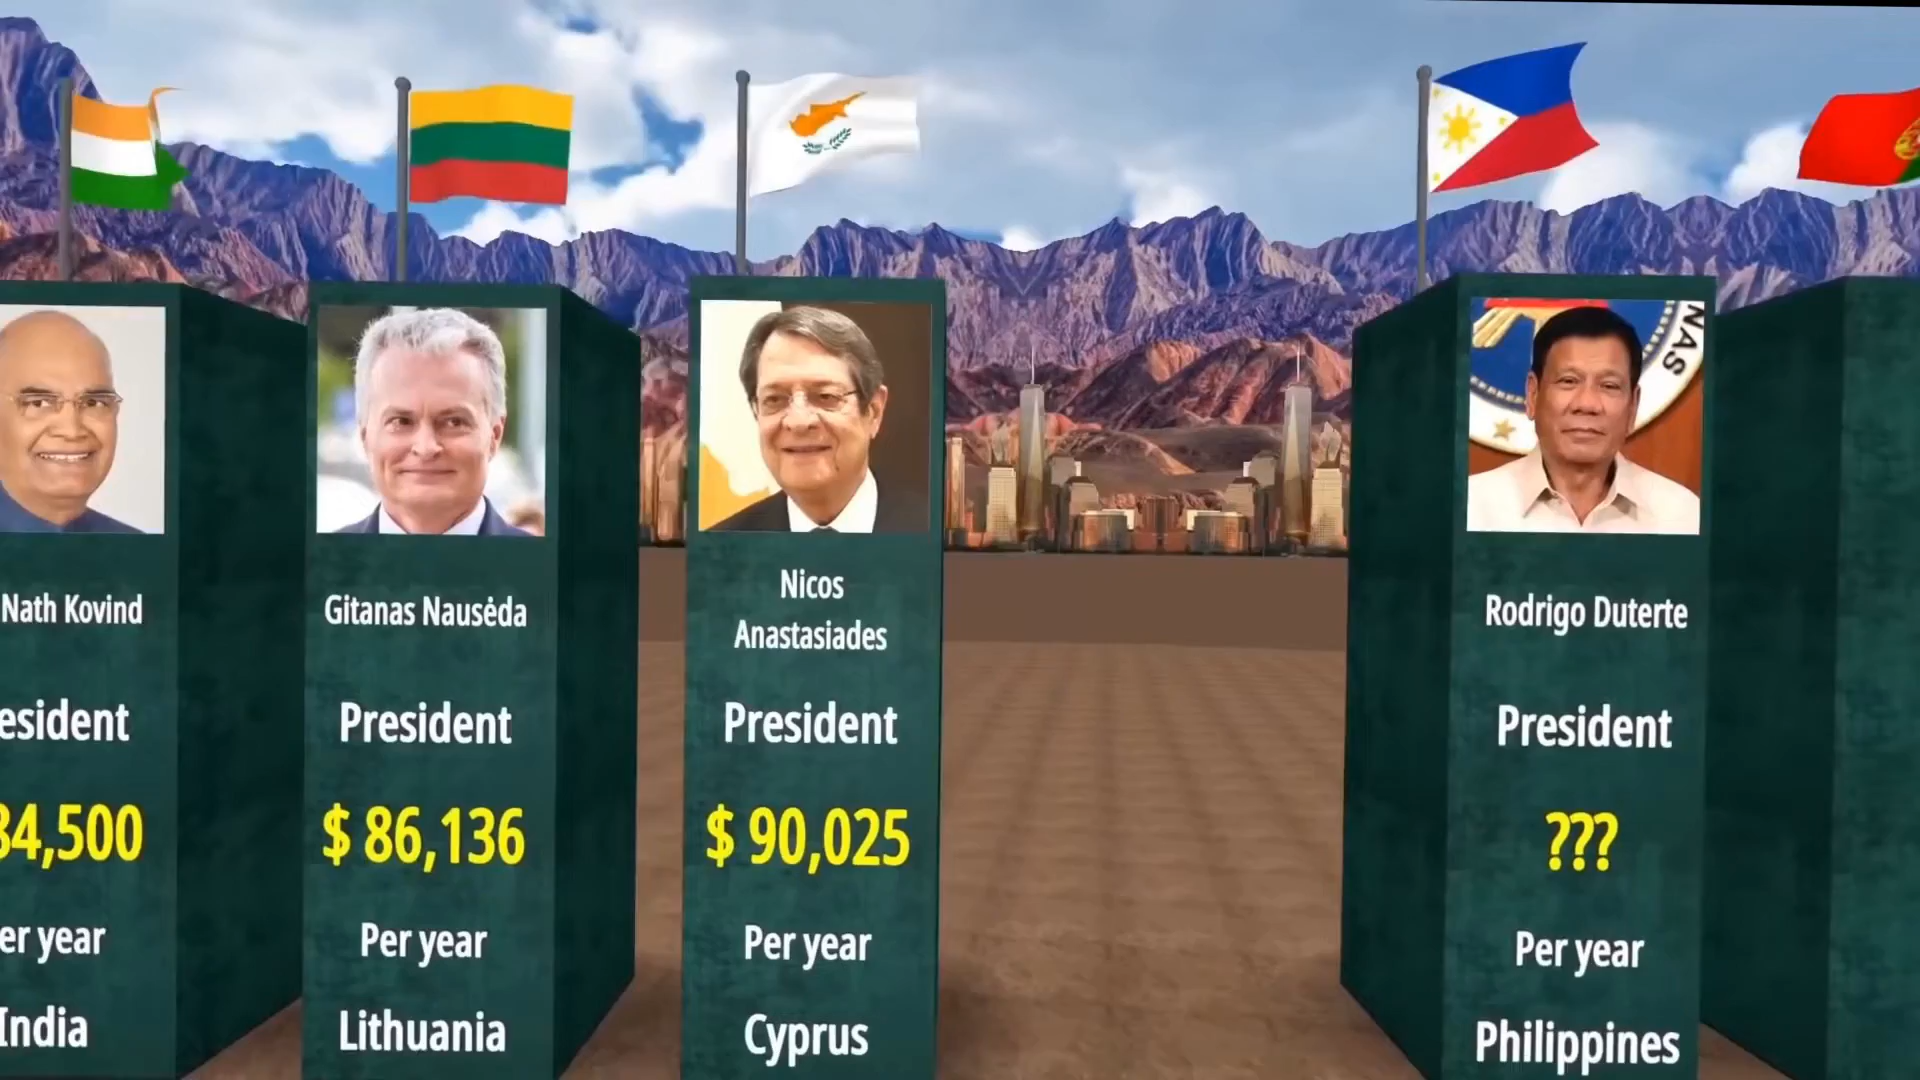 NAS
Nath Kovind
esident
34,500
er year
India
Gitanas Nausėda
President
$ 86,136
Per year
Lithuania
Nicos
Anastasiades
President
$ 90,025
Per year
Cyprus
Rodrigo Duterte
President
???
Per year
Philippines